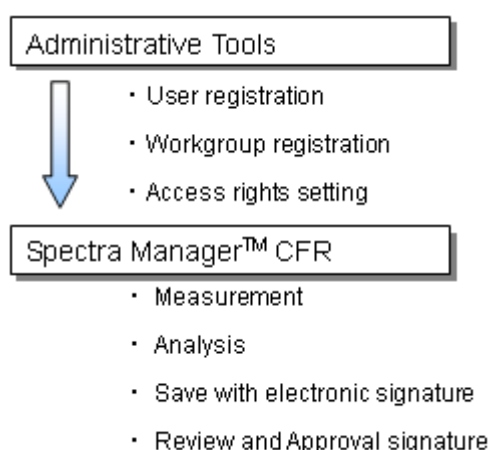 Administrative Tools
・User registration
・Workgroup registration
・Access rights setting
Spectra Manager™ CFR
・Measurement
・Analysis
・Save with electronic signature
・Review and Approval signature